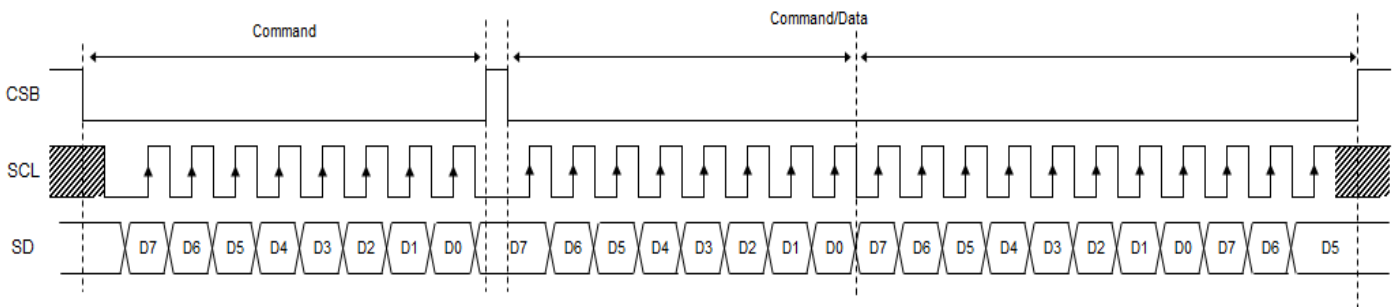 Command
Command/Data
CSB
SCL
SD
D7 D6 D5 D4 D3 D2 D1 D0 D7 D6 D5 D4 D3 D2 D1 D0 D7 D6 D5 D4 D3 D2 D1 D0 D7 D6 D5